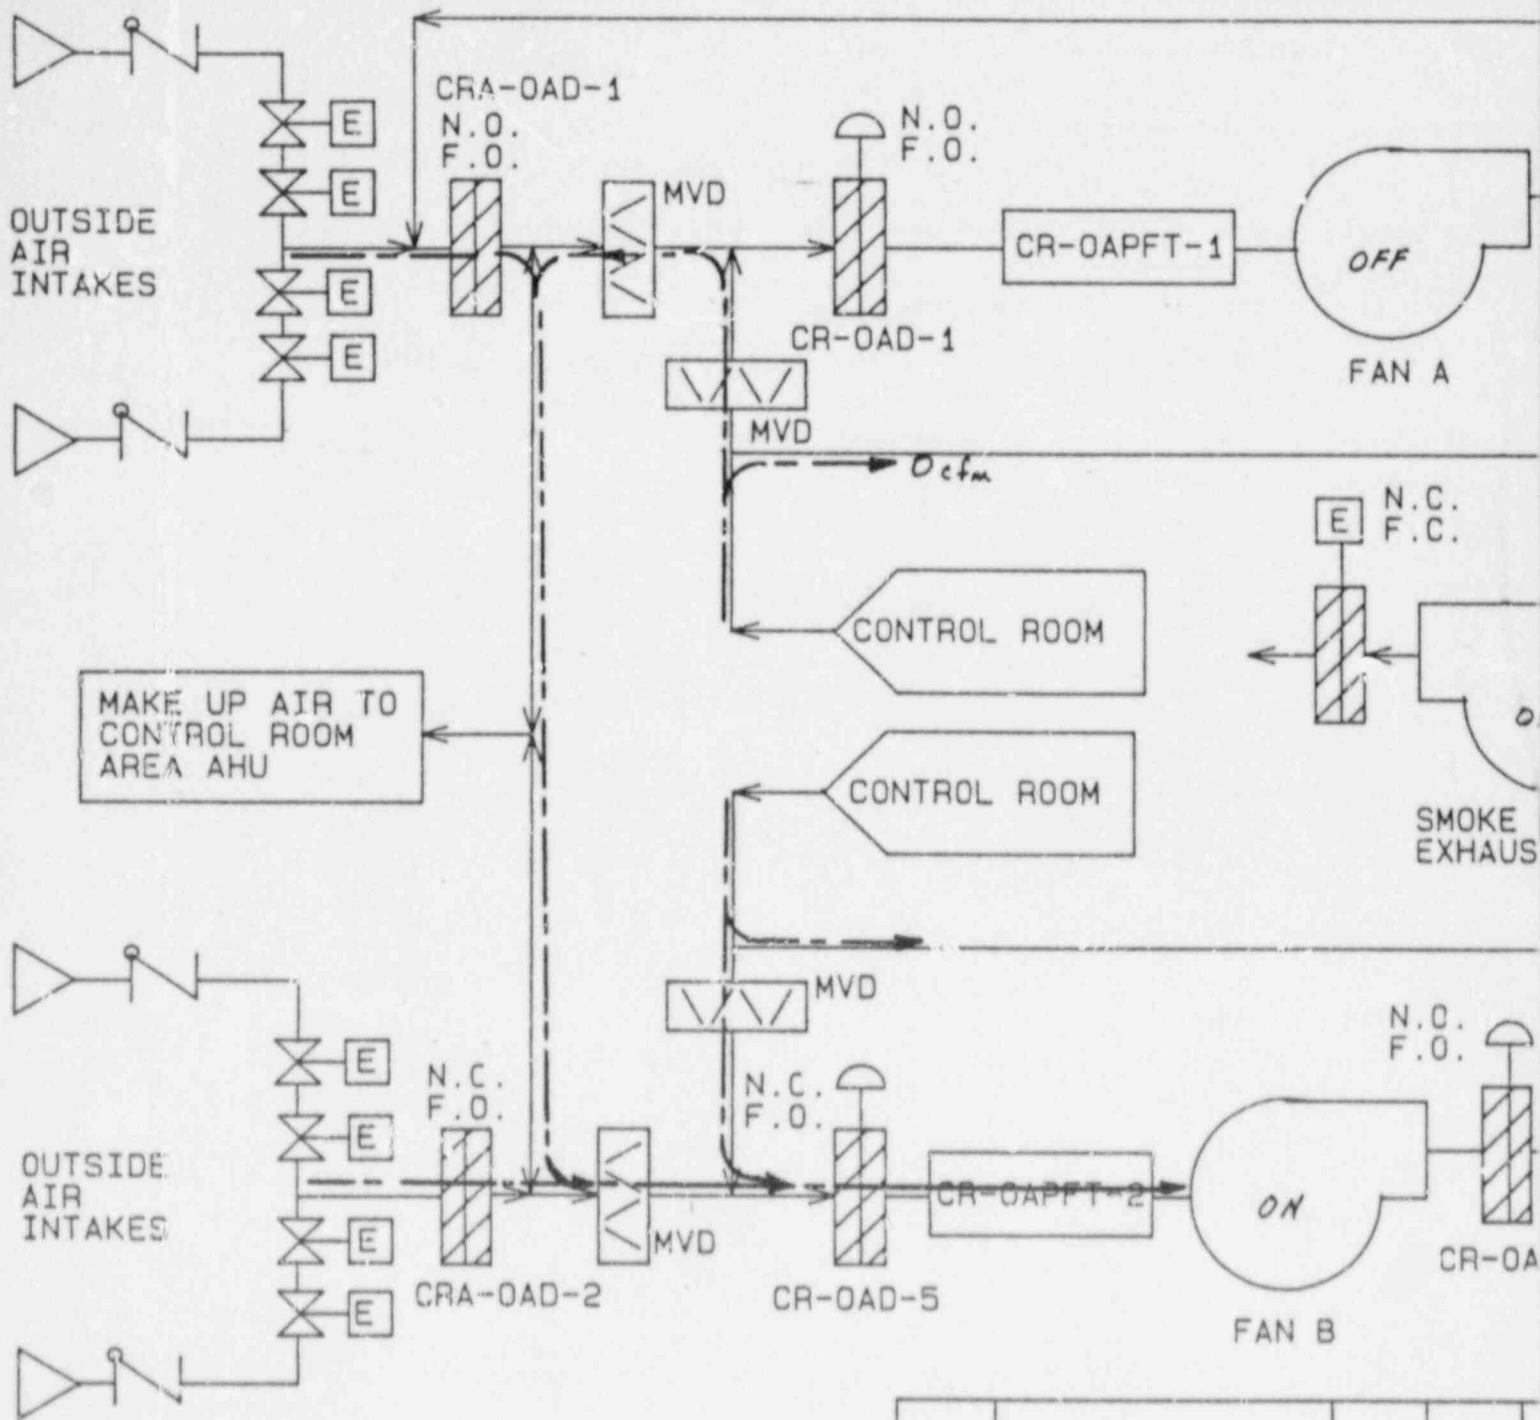 CRA-OAD-1
N.O.
F.O.
E
E
OUTSIDE
AIR
INTAKES
E
E
MVD
N.O.
F.O.
CR-OAPFT-1
OFF
CR-OAD-1
FAN A
MVD
0 cfm
E
N.C.
F.C.
CONTROL ROOM
MAKE UP AIR TO
CONTROL ROOM
AREA AHU
CONTROL ROOM
SMOKE
EXHAUS
MVD
E
E
N.C.
F.O.
N.C.
F.O.
N.O.
F.O.
OUTSIDE
AIR
INTAKES
E
E
MVD
CR-OAPFT-2
ON
CRA-OAD-2
CR-OAD-5
CR-OA
FAN B